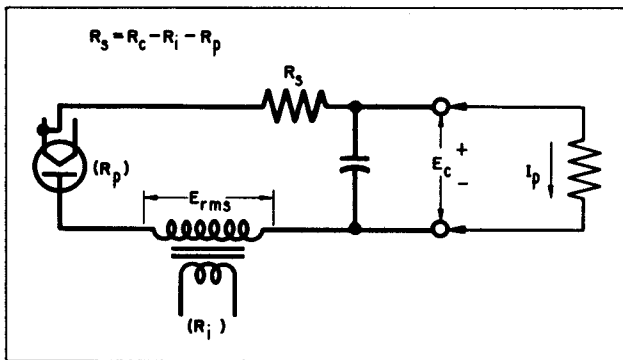 Rs = Rc – Ri – Rp
Rs
(Rp)
Erms
Ec
+
-
Ip
(Ri)